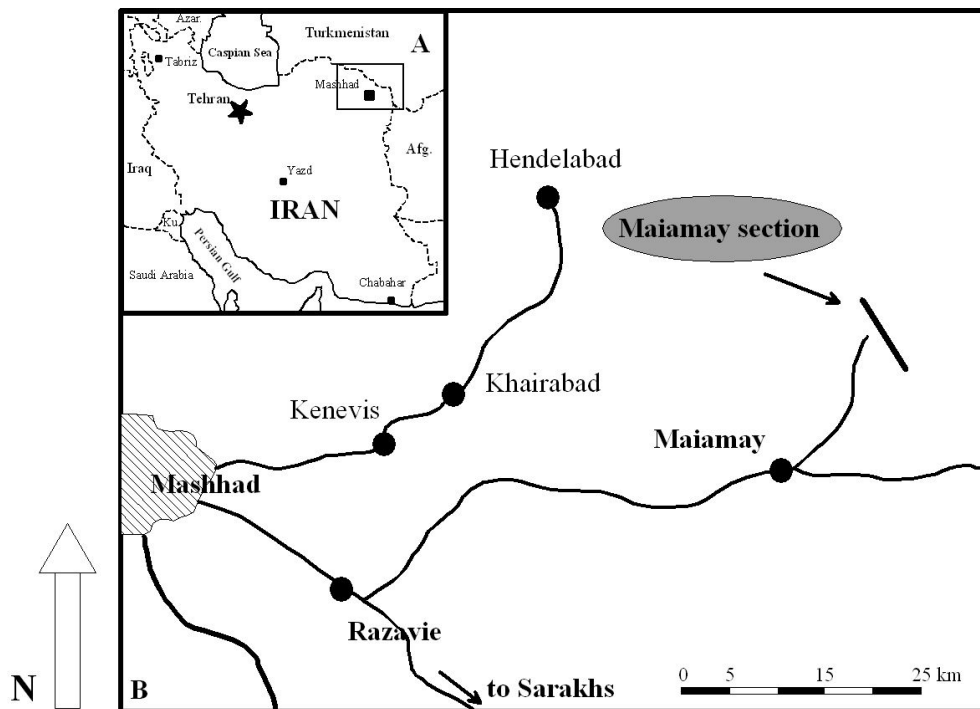 Azar.
Turkmenistan
A
Caspian Sea
Tabriz
Mashhad
Tehran
Afg.
Iraq
Yazd
IRAN
Ku.
Persian Gulf
Saudi Arabia
Chabahar
Hendelabad
Maiamay section
Khairabad
Kenevis
Maiamay
Mashhad
Razavie
to Sarakhs
0 5 15 25 km
N
B